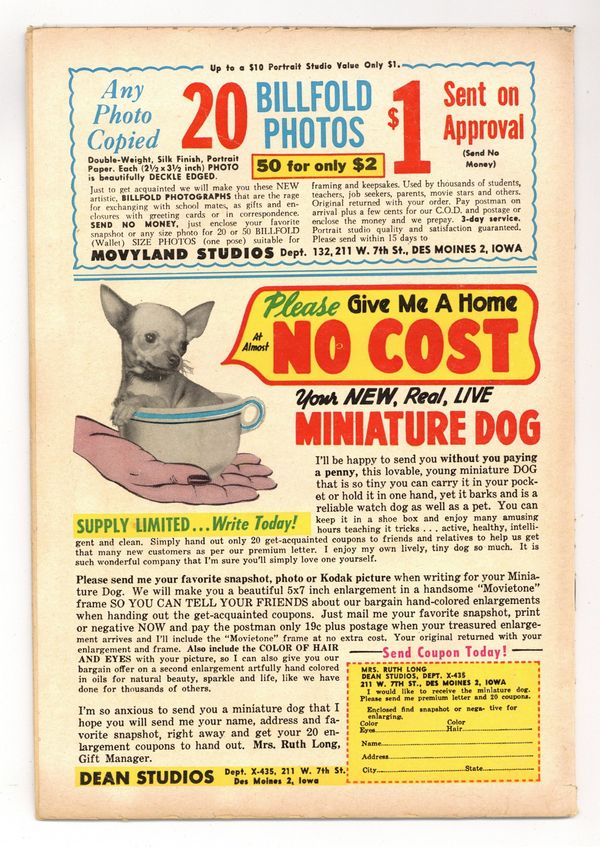 Up to a $10 Portrait Studio Value Only $1.
Any
Photo
Copied
20
BILLFOLD
PHOTOS
$1
Sent on
Approval
(Send No
Money)
Double-Weight, Silk Finish, Portrait
Paper. Each (2½ x 3½ inch) PHOTO
is beautifully DECKLE EDGED.
50 for only $2
Just to get acquainted we will make you these NEW
artistic, BILLFOLD PHOTOGRAPHS that are the rage
for exchanging with school mates, as gifts and en-
closures with greeting cards or in correspondence.
SEND NO MONEY, just enclose your favorite
snapshot or any size photo for 20 or 50 BILLFOLD
(Wallet) SIZE PHOTOS (one pose) suitable for
framing and keepsakes. Used by thousands of students,
teachers, job seekers, parents, movie stars and others.
Original returned with your order. Pay postman on
arrival plus a few cents for our C.O.D. and postage or
enclose the money and we prepay. 3-day service.
Portrait studio quality and satisfaction guaranteed.
Please send within 15 days to
MOVYLAND STUDIOS Dept. 132, 211 W. 7th St., DES MOINES 2, IOWA
Please Give Me A Home
At
Almost
NO COST
Your NEW, Real, LIVE
MINIATURE DOG
I'll be happy to send you without you paying
a penny, this lovable, young miniature DOG
that is so tiny you can carry it in your pock-
et or hold it in one hand, yet it barks and is a
reliable watch dog as well as a pet. You can
SUPPLY LIMITED... Write Today!
keep it in a shoe box and enjoy many amusing
hours teaching it tricks . . . active, healthy, intelli-
gent and clean. Simply hand out only 20 get-acquainted coupons to friends and relatives to help us get
that many new customers as per our premium letter. I enjoy my own lively, tiny dog so much. It is
such wonderful company that I'm sure you'll simply love one yourself.
Please send me your favorite snapshot, photo or Kodak picture when writing for your Minia-
ture Dog. We will make you a beautiful 5x7 inch enlargement in a handsome "Movietone"
frame SO YOU CAN TELL YOUR FRIENDS about our bargain hand-colored enlargements
when handing out the get-acquainted coupons. Just mail me your favorite snapshot, print
or negative NOW and pay the postman only 19c plus postage when your treasured enlarge-
ment arrives and I'll include the "Movietone" frame at no extra cost. Your original returned with your
enlargement and frame. Also include the COLOR OF HAIR
AND EYES with your picture, so I can also give you our
bargain offer on a second enlargement artfully hand colored
in oils for natural beauty, sparkle and life, like we have
done for thousands of others.
I'm so anxious to send you a miniature dog that I
hope you will send me your name, address and fa-
vorite snapshot, right away and get your 20 en-
largement coupons to hand out. Mrs. Ruth Long,
Gift Manager.
DEAN STUDIOS Dept. X-435, 211 W. 7th St.
Des Moines 2, Iowa
Send Coupon Today!
MRS. RUTH LONG
DEAN STUDIOS, DEPT. X-435
211 W. 7TH ST., DES MOINES 2, IOWA
I would like to receive the miniature dog.
Please send me premium letter and 20 coupons.
Enclosed find snapshot or nega- tive for
enlarging.
Color
Eyes
Color
Hair
Name
Address
City State